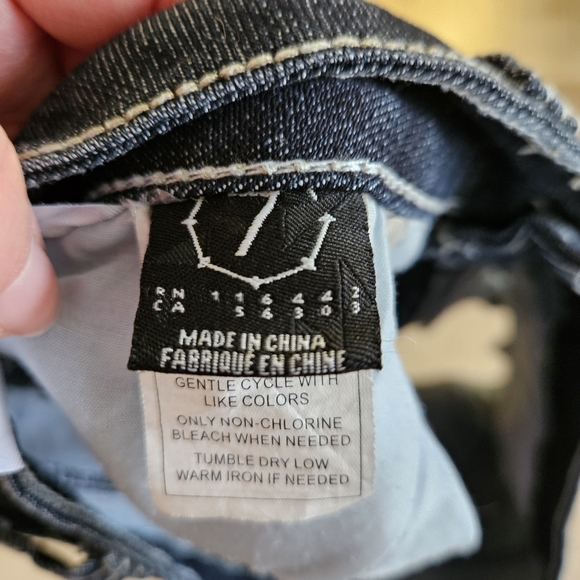 7
RN 116442
CA 54303
MADE IN CHINA
FABRIQUÉ EN CHINE
GENTLE CYCLE WITH
LIKE COLORS
ONLY NON-CHLORINE
BLEACH WHEN NEEDED
TUMBLE DRY LOW
WARM IRON IF NEEDED